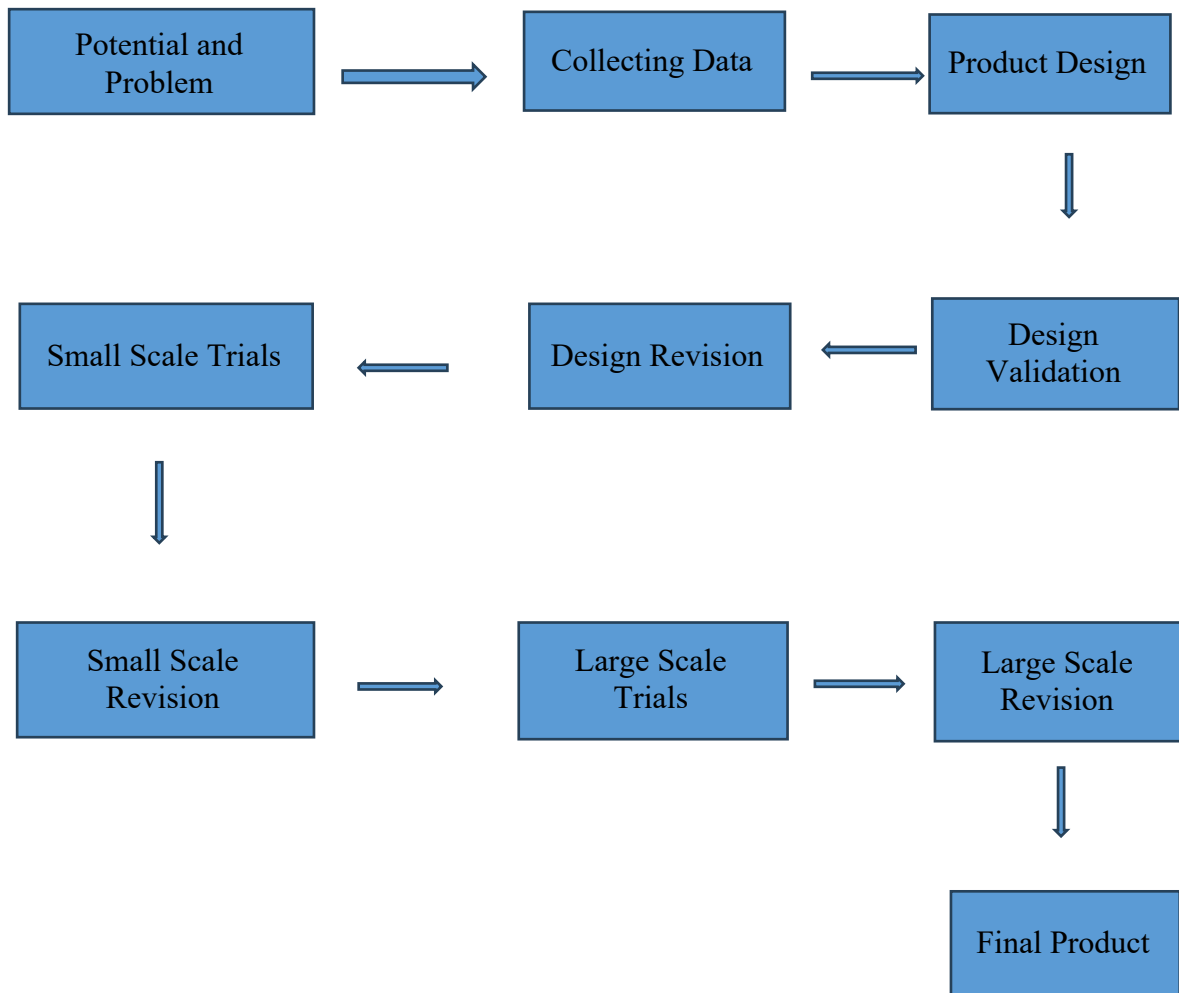 Potential and
Problem
Collecting Data
Product Design
Design
Validation
Design Revision
Small Scale Trials
Small Scale
Revision
Large Scale
Trials
Large Scale
Revision
Final Product